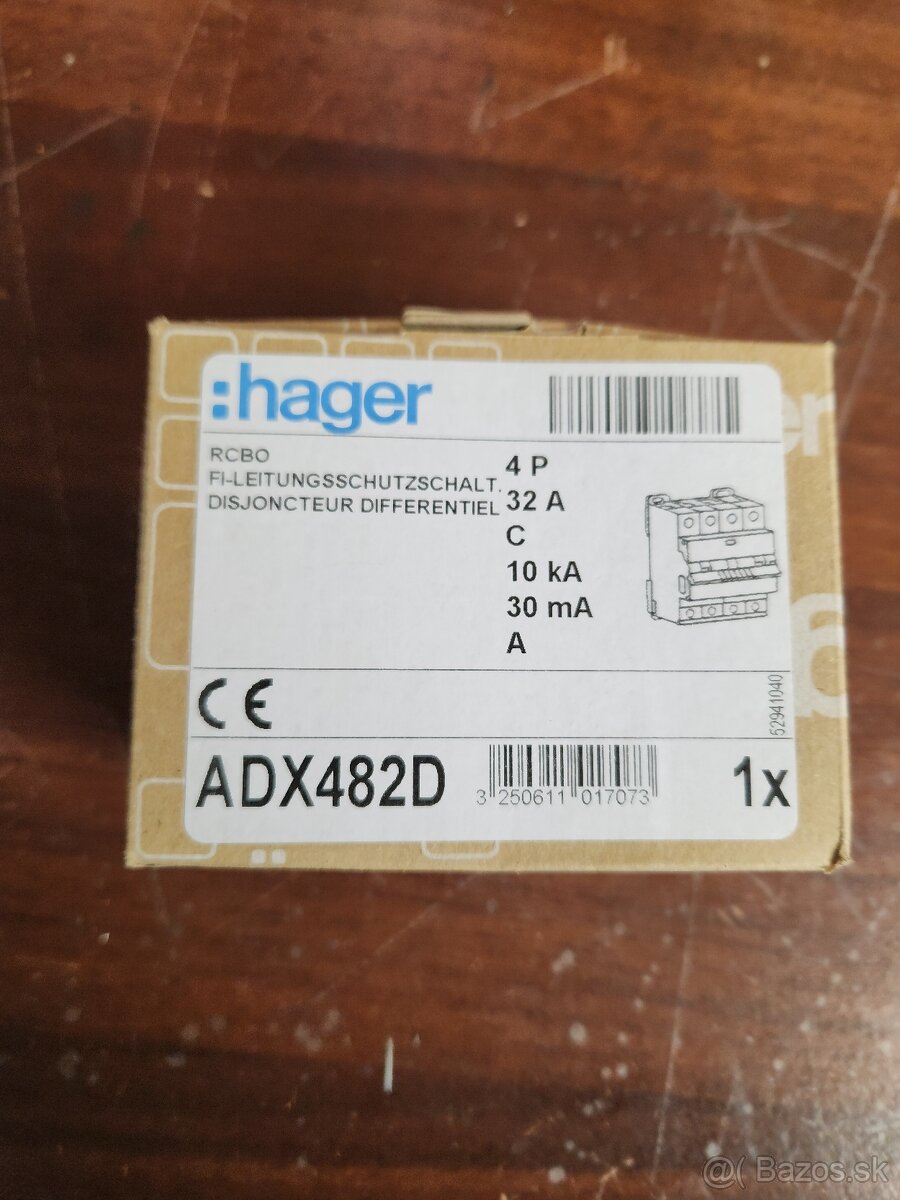 :hager
RCBO
FI-LEITUNGSSCHUTZSCHALT.
DISJONCTEUR DIFFERENTIEL
4 P
32 A
C
10 kA
30 mA
A
52941040
CE
ADX482D
3 250611 017073
1x
er
@( Bazos.sk